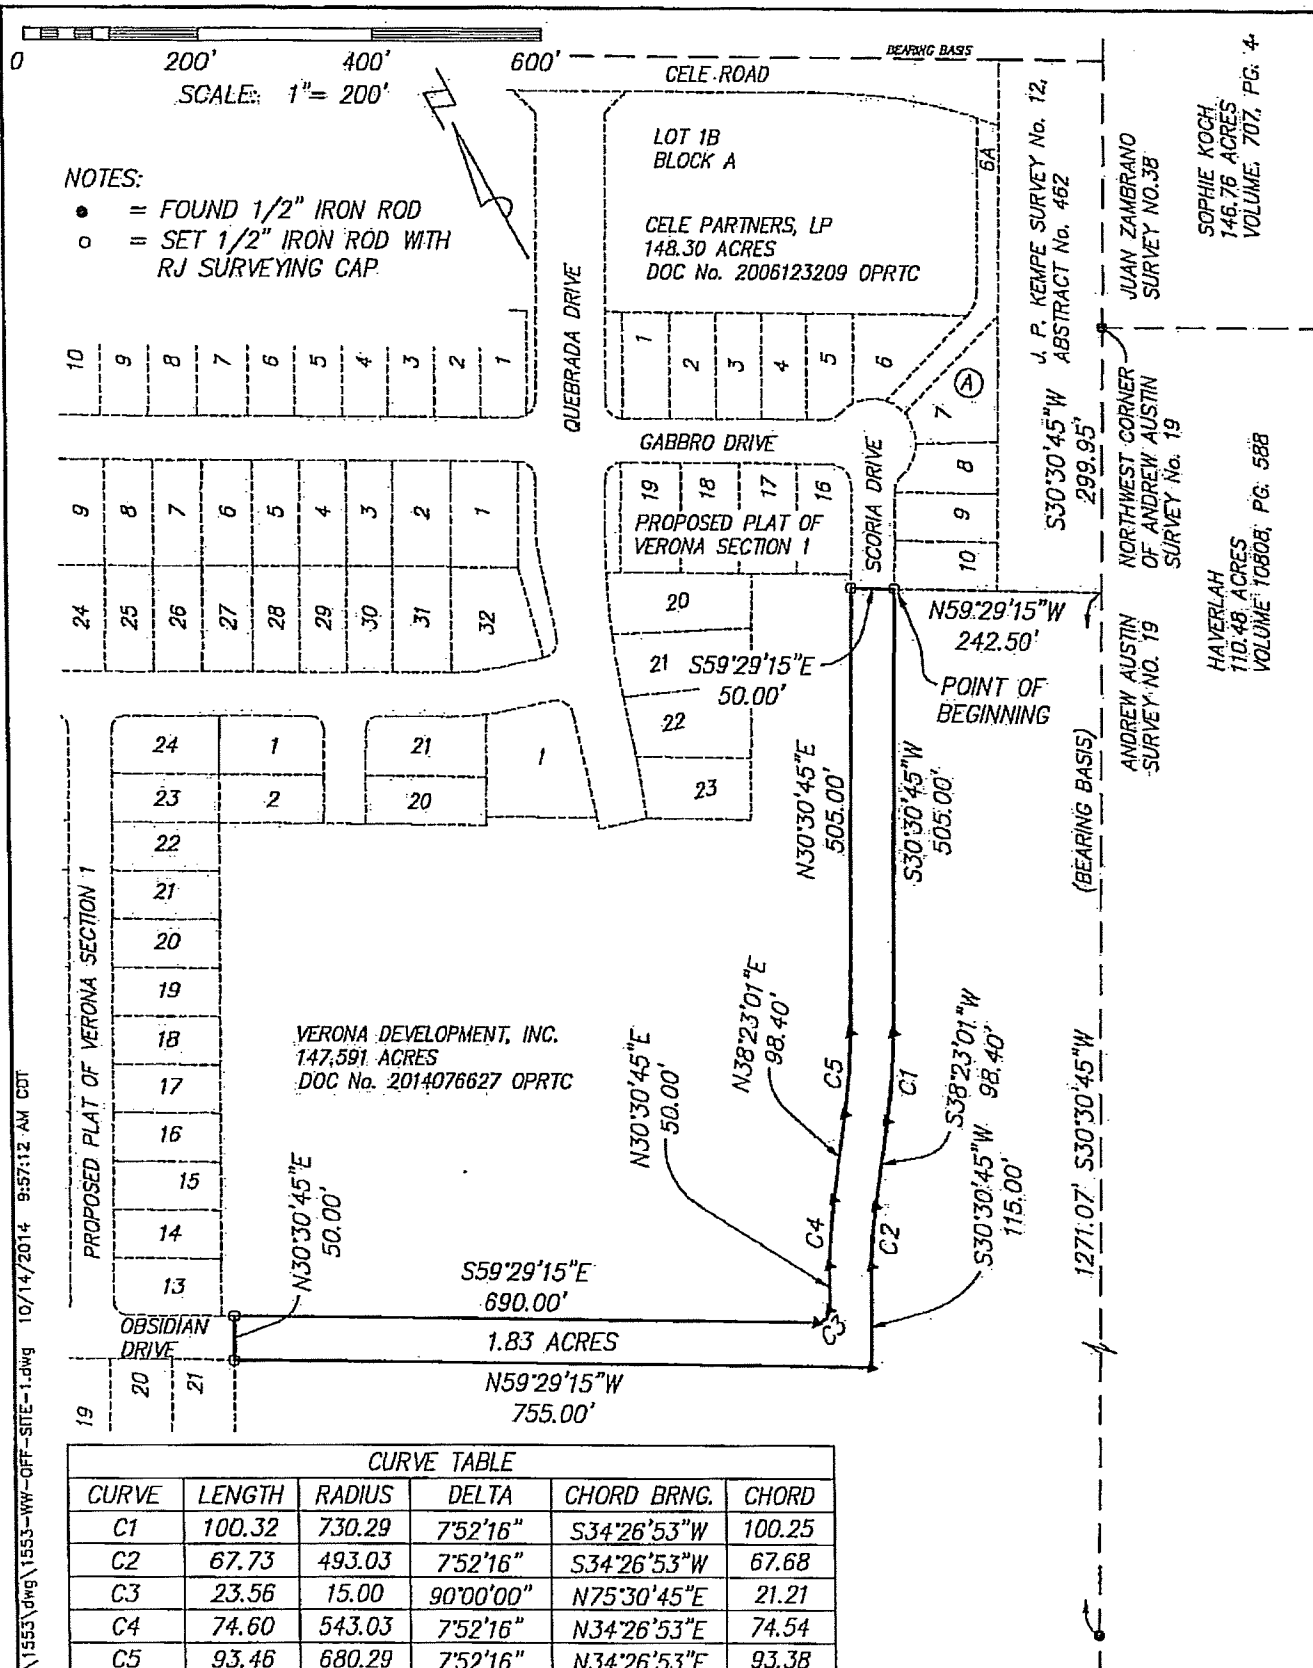 0 200' 400' 600'
SCALE: 1"= 200'
BEARING BASIS
CELE ROAD
NOTES:
• = FOUND 1/2" IRON ROD
o = SET 1/2" IRON ROD WITH
RJ SURVEYING CAP
LOT 1B
BLOCK A
CELE PARTNERS, LP
148.30 ACRES
DOC No. 2006123209 OPRTC
6A
J. P. KEMPE SURVEY No. 12,
ABSTRACT No. 462
JUAN ZAMBRANO
SURVEY NO.38
SOPHIE KOCH
146.76 ACRES
VOLUME 707, PG. 4
QUEBRADA DRIVE
10 9 8 7 6 5 4 3 2 1
1 2 3 4 5 6
7
A
GABBRO DRIVE
SCORIA DRIVE
8
9
10
S30°30'45"W
299.95'
NORTHWEST CORNER
OF ANDREW AUSTIN
SURVEY No. 19
HAVERLAH
110.48 ACRES
VOLUME 10808, PG. 588
9 8 7 6 5 4 3 2 1
19 18 17 16
PROPOSED PLAT OF
VERONA SECTION 1
24 25 26 27 28 29 30 31 32
20
21
22
23
S59°29'15"E
50.00'
N59°29'15"W
242.50'
POINT OF
BEGINNING
ANDREW AUSTIN
SURVEY NO. 19
(BEARING BASIS)
24 1 21 1
23 2 20
22
21
20
19
18
17
16
15
14
13
PROPOSED PLAT OF VERONA SECTION 1
N30°30'45"E
505.00'
S30°30'45"W
505.00'
VERONA DEVELOPMENT, INC.
147.591 ACRES
DOC No. 2014076627 OPRTC
N30°30'45"E
50.00'
N38°23'01"E
98.40'
C5
C1
S38°23'01"W 98.40'
C4
C2
S30°30'45"W
115.00'
1271.07' S30°30'45"W
N30°30'45"E
50.00'
S59°29'15"E
690.00'
C3
1.83 ACRES
OBSIDIAN
DRIVE
N59°29'15"W
755.00'
19 20 21
CURVE TABLE
CURVE LENGTH RADIUS DELTA CHORD BRNG. CHORD
C1 100.32 730.29 7°52'16" S34°26'53"W 100.25
C2 67.73 493.03 7°52'16" S34°26'53"W 67.68
C3 23.56 15.00 90°00'00" N75°30'45"E 21.21
C4 74.60 543.03 7°52'16" N34°26'53"E 74.54
C5 93.46 680.29 7°52'16" N34°26'53"E 93.38
\1553\dwg\1553-WW-OFF-SITE-1.dwg 10/14/2014 9:57:12 AM CDT